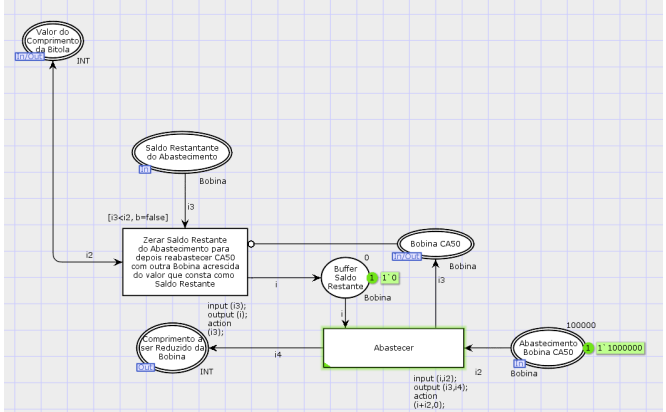 Valor do
Comprimento
da Bitola
In/Out
INT
Saldo Restantante
do Abastecimento
In
Bobina
i3
[i3<i2, b=false]
i2
Zerar Saldo Restante
do Abastecimento para
depois reabastecer CA50
com outra Bobina acrescida
do valor que consta como
Saldo Restante
Bobina CA50
In/Out
Bobina
i
0
Buffer
Saldo
Restante
1
1`0
Bobina
i3
input (i3);
output (i);
action
(i3);
i
100000
Comprimento a
ser Reduzido da
Bobina
Out
INT
i4
Abastecer
i2
Abastecimento
Bobina CA50
1
1`1000000
In
Bobina
input (i,i2);
output (i3,i4);
action
(i+i2,0);